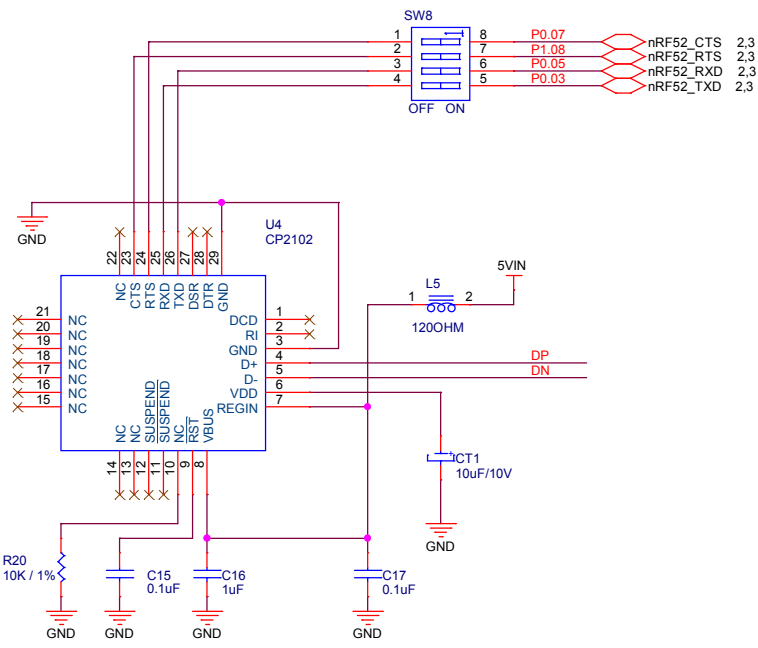 SW8
1 8 P0.07 nRF52_CTS 2,3
2 7 P1.08 nRF52_RTS 2,3
3 6 P0.05 nRF52_RXD 2,3
4 5 P0.03 nRF52_TXD 2,3
OFF ON
GND
U4
CP2102
22 23 24 25 26 27 28 29
NC CTS RTS RXD TXD DSR DTR GND
5VIN
L5
1 2
120OHM
21 NC
20 NC
19 NC
18 NC
17 NC
16 NC
15 NC
DCD 1
RI 2
GND 3
D+ 4 DP
D- 5 DN
VDD 6
REGIN 7
NC NC SUSPEND SUSPEND NC RST VBUS
14 13 12 11 10 9 8
+
CT1
10uF/10V
GND
R20
10K / 1%
C15
0.1uF
C16
1uF
C17
0.1uF
GND GND GND GND